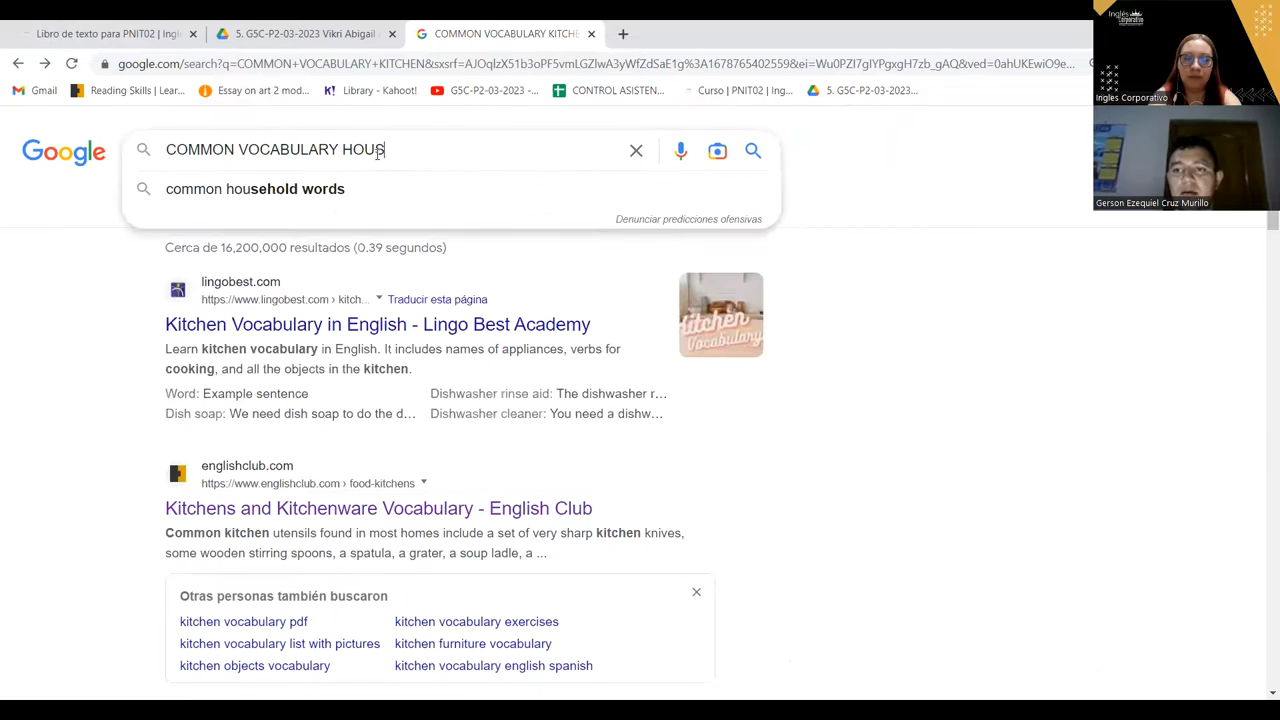 Libro de texto para PNIT02 | Ingl
5. G5C-P2-03-2023 Vikri Abigail
COMMON VOCABULARY KITCHE
google.com/search?q=COMMON+VOCABULARY+KITCHEN&sxsrf=AJOqlzX51b3oPF5vmLGZlwA3yWfZdSaE1g%3A1678765402559&ei=Wu0PZI7gIYPgxgH7zb_gAQ&ved=0ahUKEwiO9e...
Gmail
Reading Skills | Lear...
Essay on art 2 mod...
Library - Kahoot!
G5C-P2-03-2023 -...
CONTROL ASISTEN...
Curso | PNIT02 | Ing...
5. G5C-P2-03-2023...
Inglés
Corporativo
Ingles Corporativo
Gerson Ezequiel Cruz Murillo
Google
COMMON VOCABULARY HOUS
common household words
Denunciar predicciones ofensivas
Cerca de 16,200,000 resultados (0.39 segundos)
lingobest.com
https://www.lingobest.com › kitch... Traducir esta página
Kitchen Vocabulary in English - Lingo Best Academy
Learn kitchen vocabulary in English. It includes names of appliances, verbs for
cooking, and all the objects in the kitchen.
Word: Example sentence
Dishwasher rinse aid: The dishwasher r...
Dish soap: We need dish soap to do the d...
Dishwasher cleaner: You need a dishw...
kitchen
Vocabulary
englishclub.com
https://www.englishclub.com › food-kitchens
Kitchens and Kitchenware Vocabulary - English Club
Common kitchen utensils found in most homes include a set of very sharp kitchen knives,
some wooden stirring spoons, a spatula, a grater, a soup ladle, a ...
Otras personas también buscaron
kitchen vocabulary pdf
kitchen vocabulary exercises
kitchen vocabulary list with pictures
kitchen furniture vocabulary
kitchen objects vocabulary
kitchen vocabulary english spanish